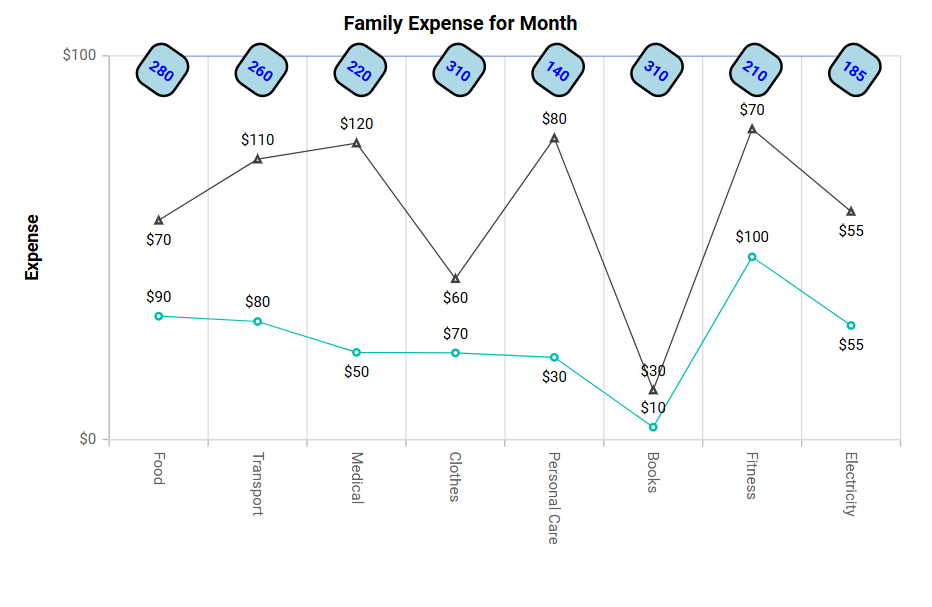 Family Expense for Month
$100
280 260 220 310 140 310 210 185
$70 $110 $120 $60 $80 $30 $70 $55
$90 $80 $50 $70 $30 $10 $100 $55
Expense
$0
Food
Transport
Medical
Clothes
Personal Care
Books
Fitness
Electricity